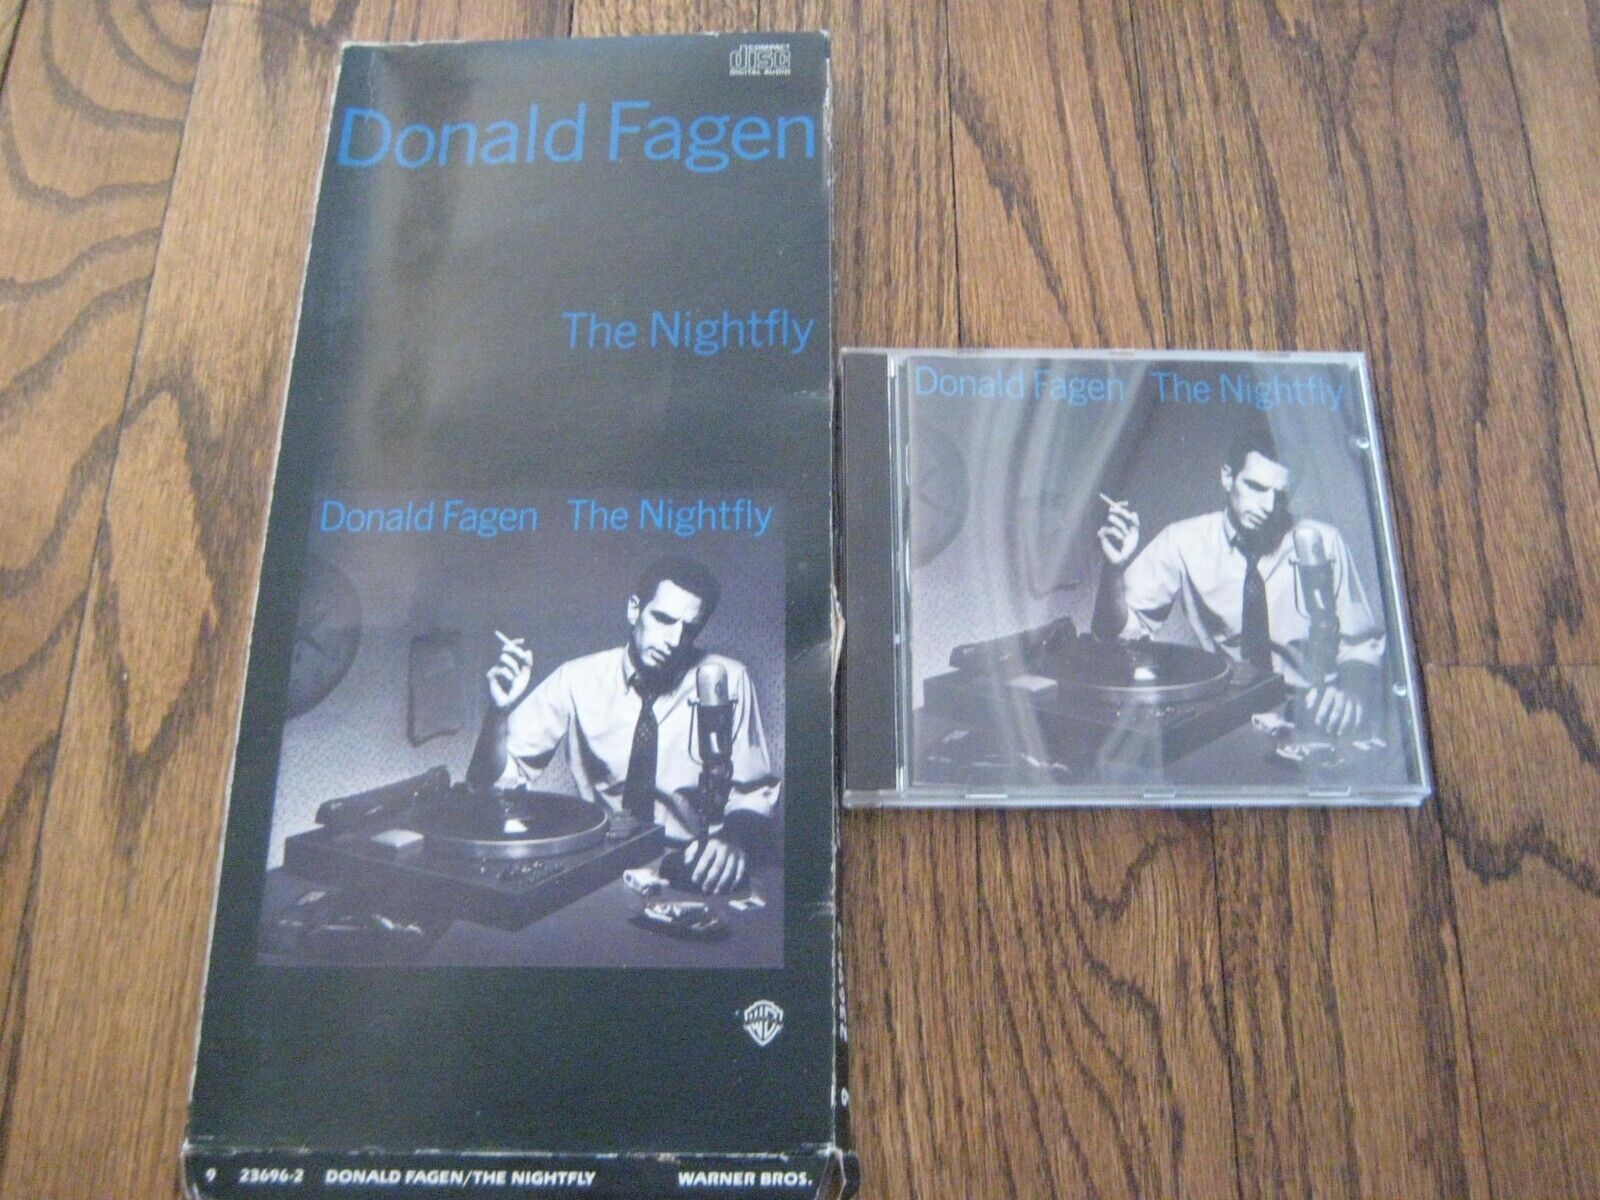 COMPACT
disc
DIGITAL AUDIO
Donald Fagen
The Nightfly
Donald Fagen The Nightfly
9 23696-2 DONALD FAGEN/THE NIGHTFLY WARNER BROS.
Donald Fagen The Nightfly